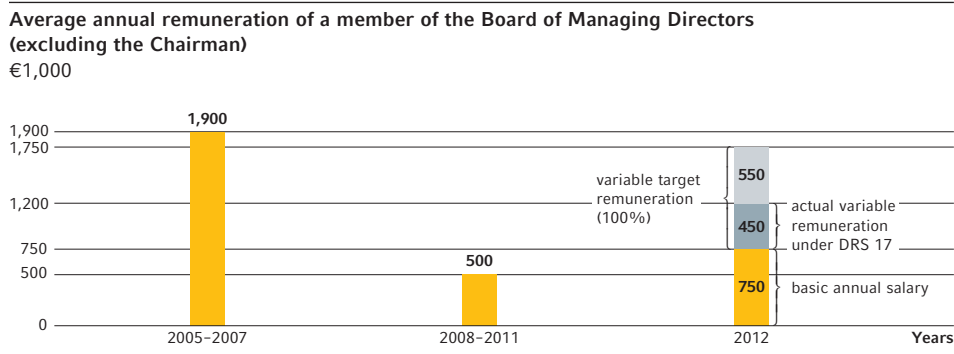 Average annual remuneration of a member of the Board of Managing Directors
(excluding the Chairman)
€1,000
1,900
1,900
1,750
550
variable target
remuneration
(100%)
1,200
actual variable
remuneration
under DRS 17
450
750
500
500
750
basic annual salary
0
2005–2007
2008–2011
2012
Years